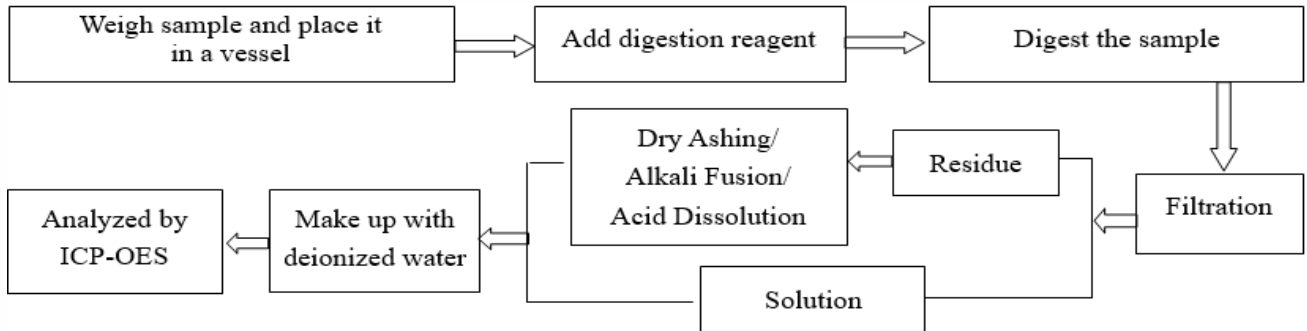 Weigh sample and place it
in a vessel
Add digestion reagent
Digest the sample
Filtration
Residue
Dry Ashing/
Alkali Fusion/
Acid Dissolution
Solution
Make up with
deionized water
Analyzed by
ICP-OES